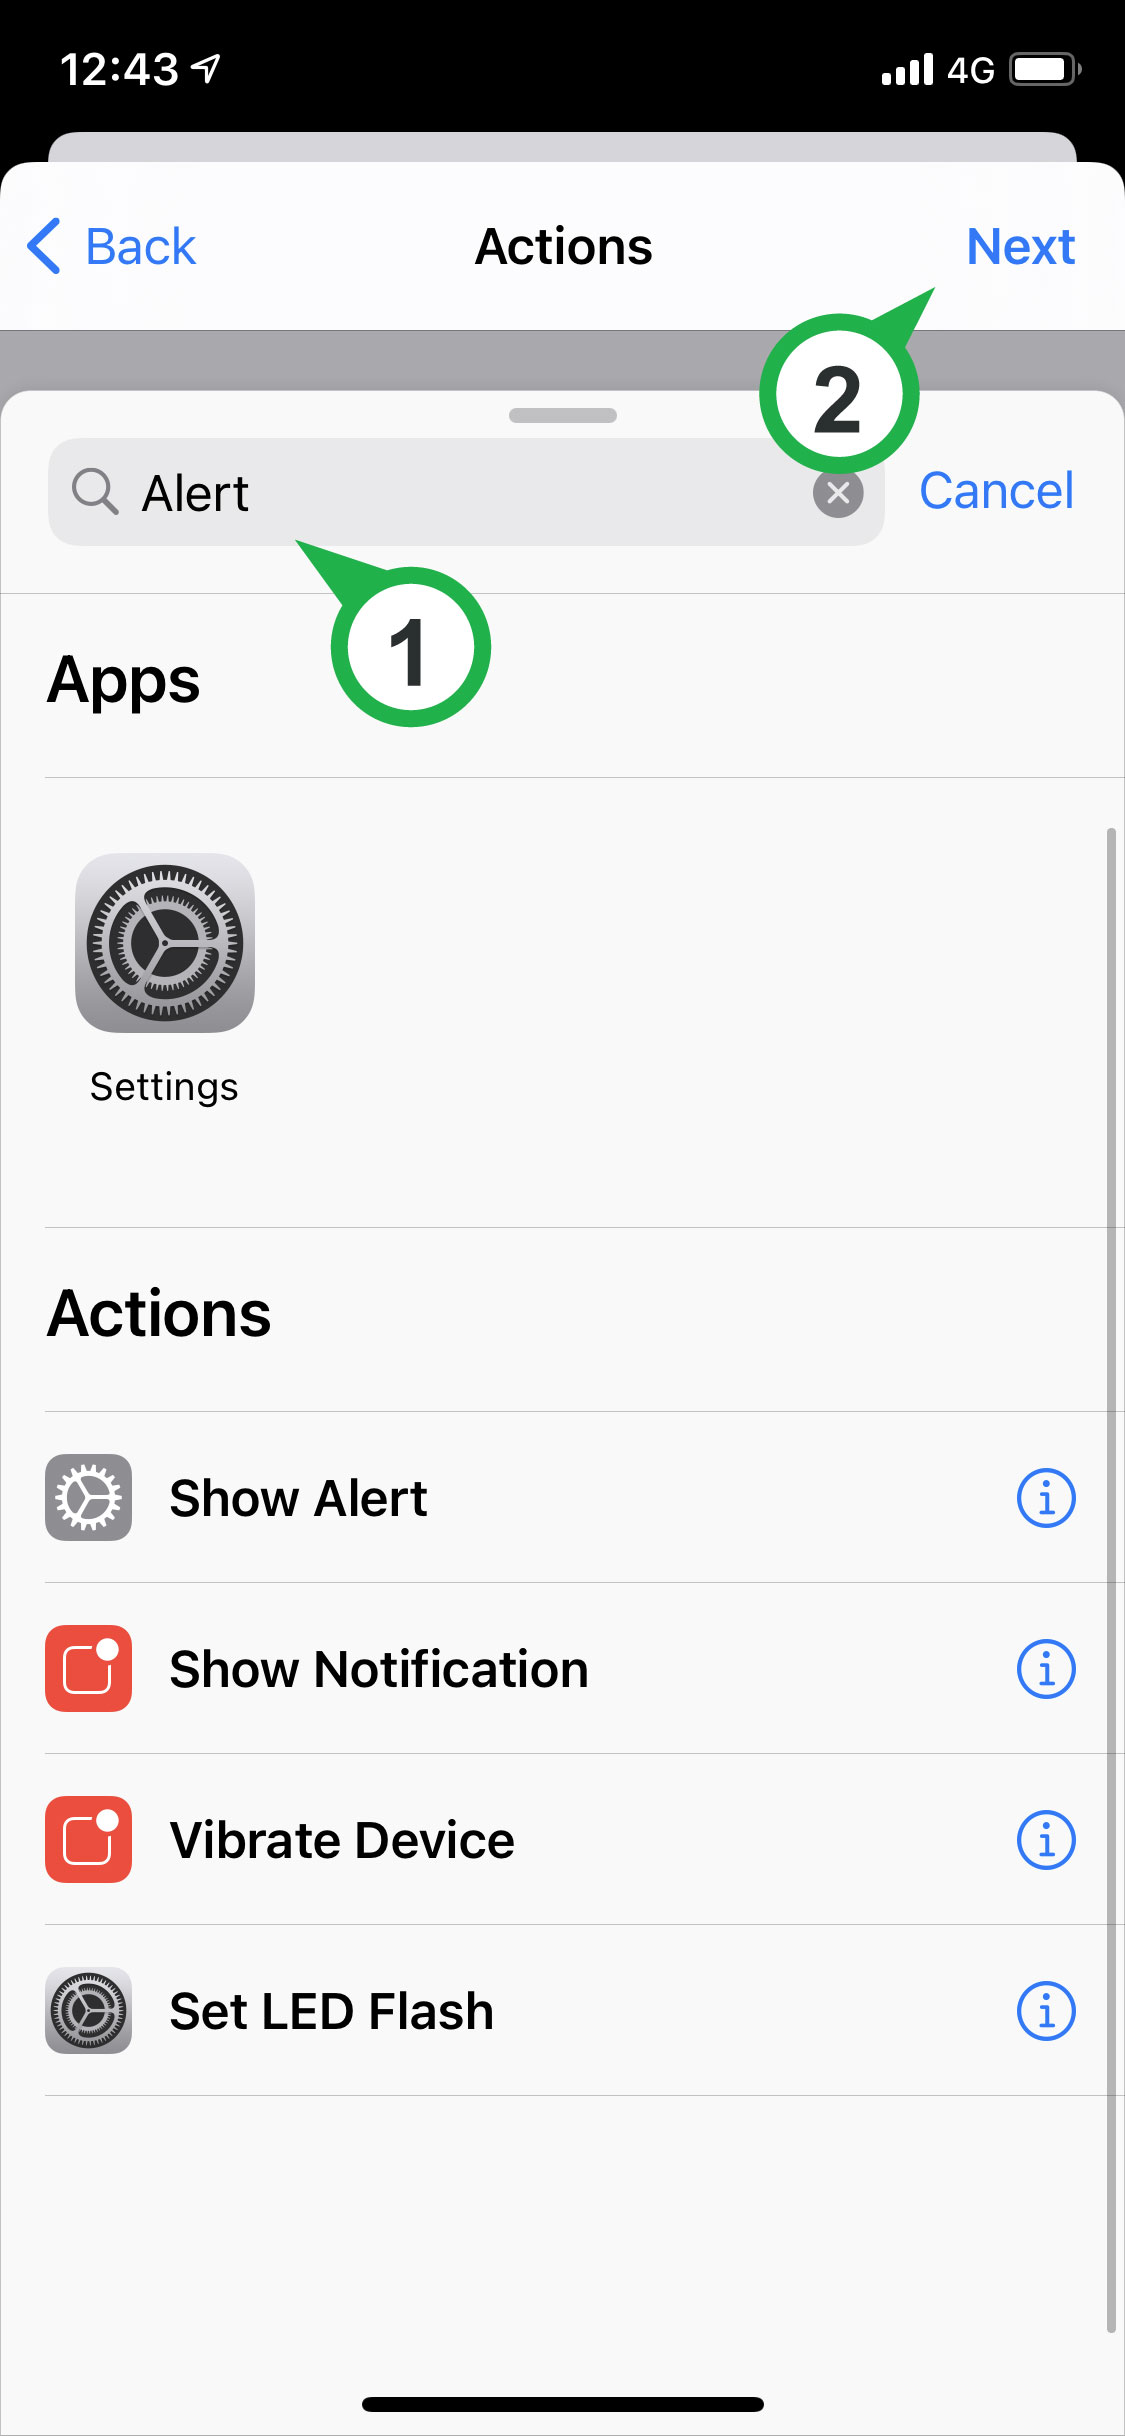 12:43 4G
Back Actions Next
2
Alert Cancel
1
Apps
Settings
Actions
Show Alert
Show Notification
Vibrate Device
Set LED Flash